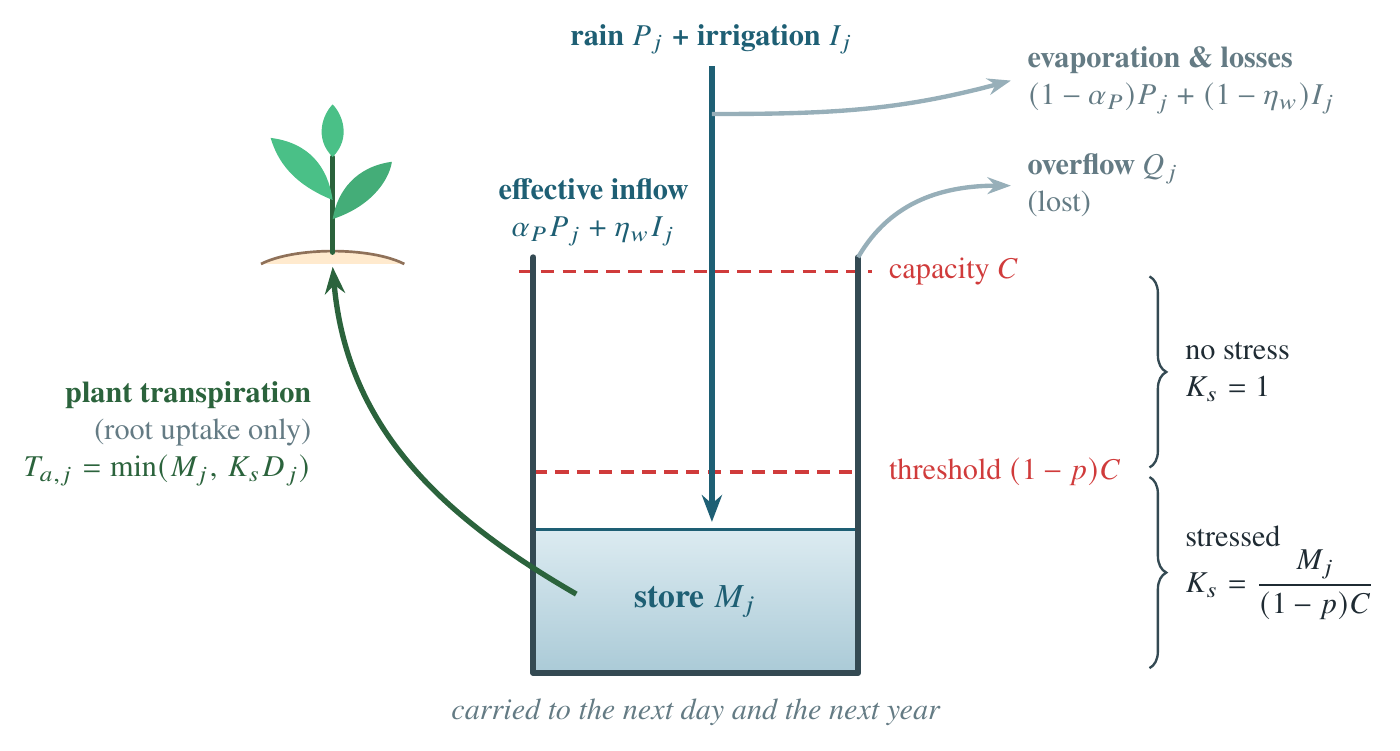 rain P_j + irrigation I_j
evaporation & losses
(1 − α_P)P_j + (1 − η_w)I_j
overflow Q_j
(lost)
effective inflow
α_P P_j + η_w I_j
capacity C
no stress
K_s = 1
plant transpiration
(root uptake only)
T_{a,j} = min(M_j, K_s D_j)
threshold (1 − p)C
stressed
K_s = M_j / (1 − p)C
store M_j
carried to the next day and the next year